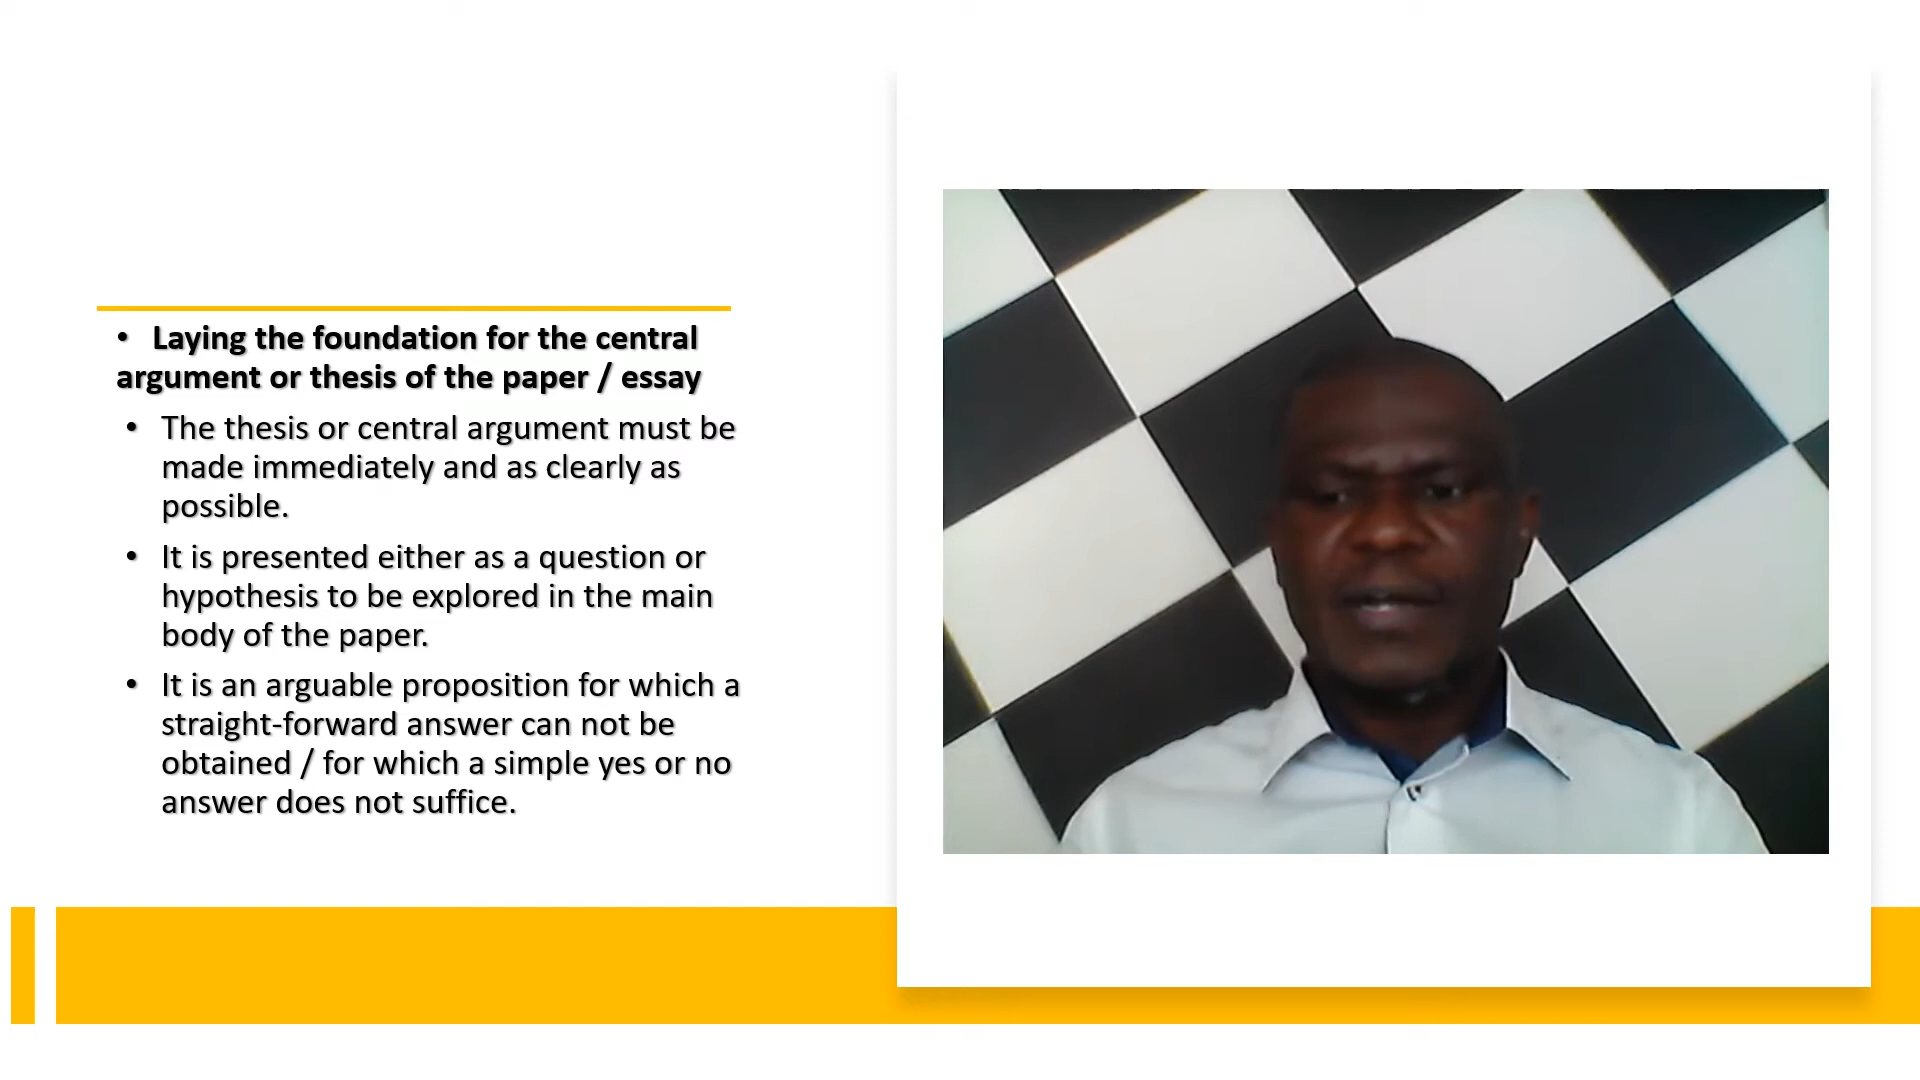 • Laying the foundation for the central
argument or thesis of the paper / essay
• The thesis or central argument must be
made immediately and as clearly as
possible.
• It is presented either as a question or
hypothesis to be explored in the main
body of the paper.
• It is an arguable proposition for which a
straight-forward answer can not be
obtained / for which a simple yes or no
answer does not suffice.